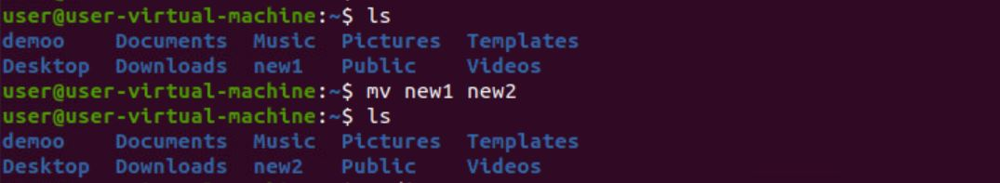 user@user-virtual-machine:~$ ls
demoo Documents Music Pictures Templates
Desktop Downloads new1 Public Videos
user@user-virtual-machine:~$ mv new1 new2
user@user-virtual-machine:~$ ls
demoo Documents Music Pictures Templates
Desktop Downloads new2 Public Videos